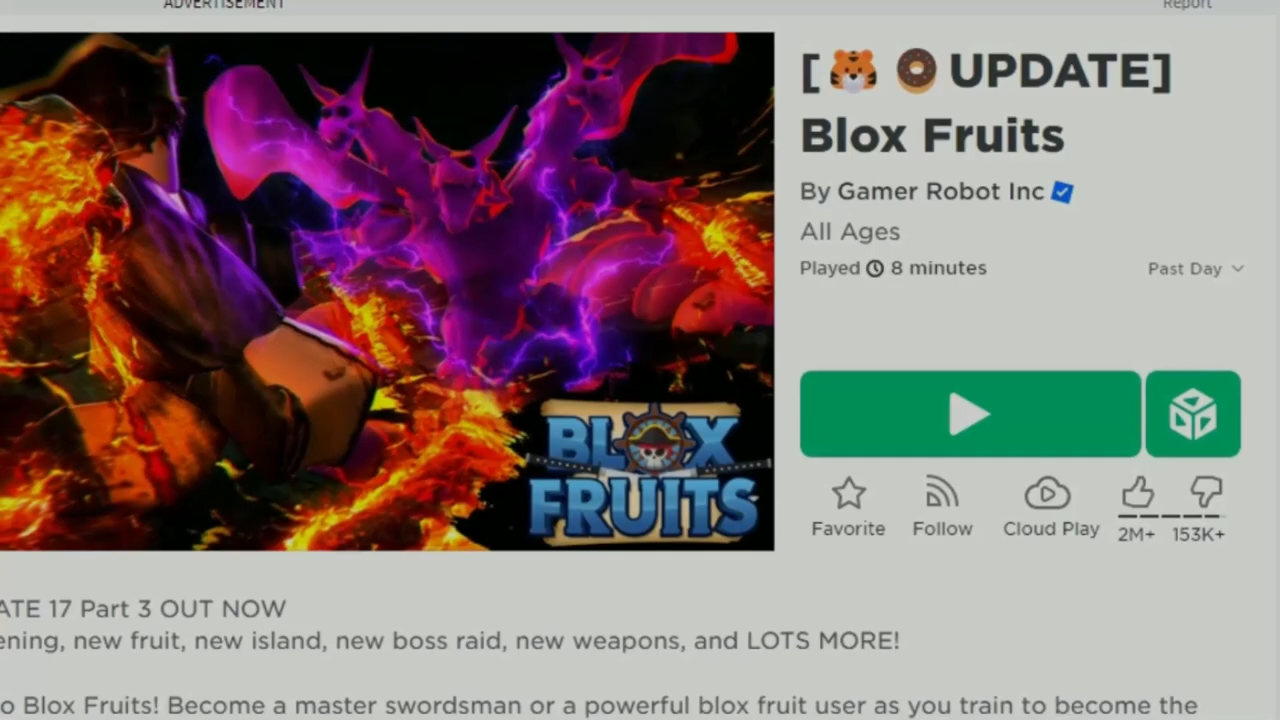 ADVERTISEMENT
Report
[🐯 🍩 UPDATE]
Blox Fruits
By Gamer Robot Inc
All Ages
Played 8 minutes
Past Day
BLOX
FRUITS
Favorite
Follow
Cloud Play
2M+
153K+
ATE 17 Part 3 OUT NOW
ening, new fruit, new island, new boss raid, new weapons, and LOTS MORE!
o Blox Fruits! Become a master swordsman or a powerful blox fruit user as you train to become the